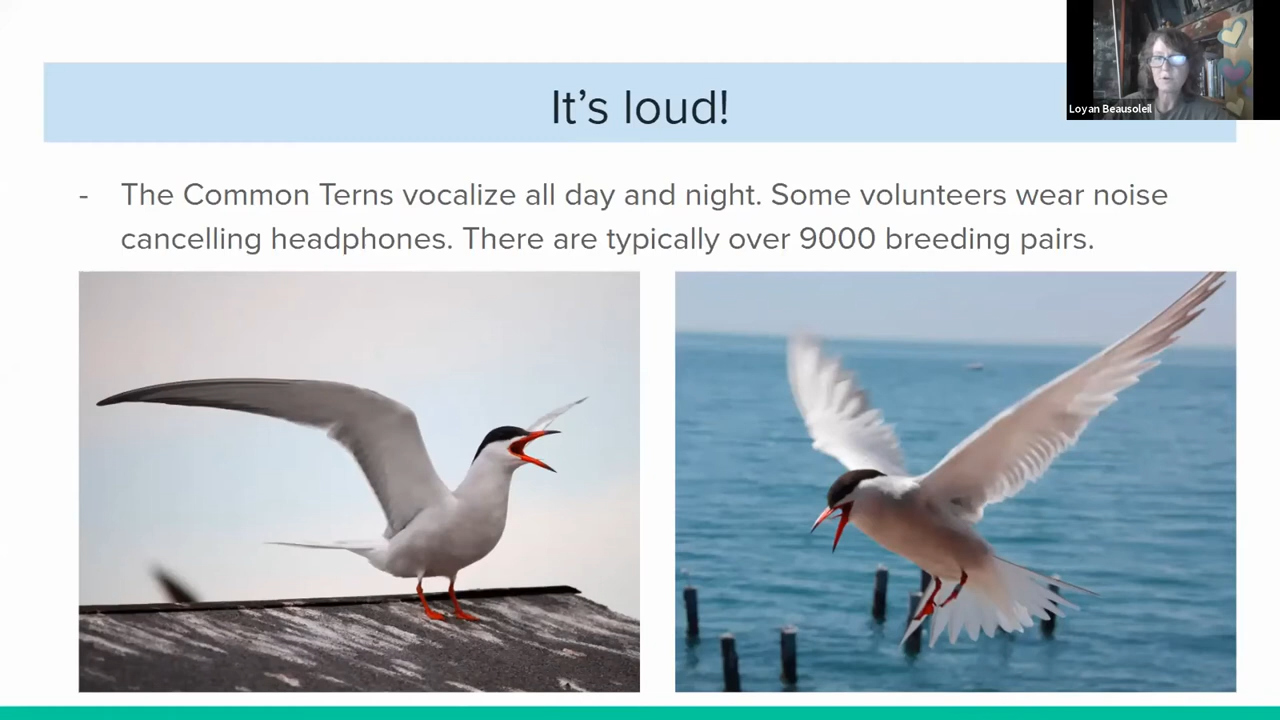 It's loud!
Loyan Beausoleil
- The Common Terns vocalize all day and night. Some volunteers wear noise
cancelling headphones. There are typically over 9000 breeding pairs.